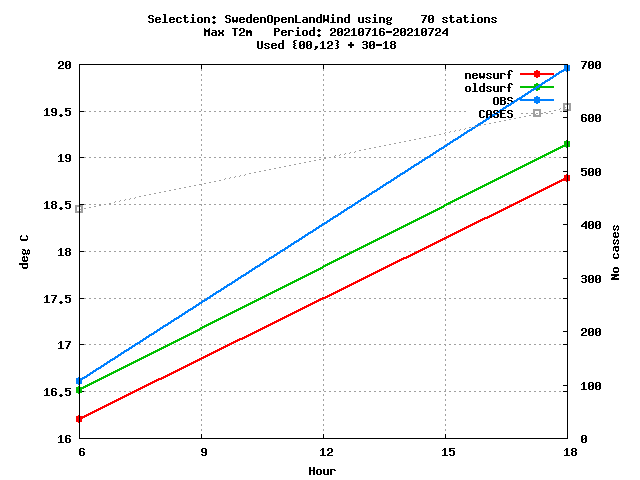 Selection: SwedenOpenLandWind using    70 stations
Max T2m   Period: 20210716-20210724
Used {00,12} + 30-18
20
19.5
19
18.5
18
17.5
17
16.5
16
deg C
700
600
500
400
300
200
100
0
No cases
newsurf
oldsurf
OBS
CASES
6
9
12
15
18
Hour